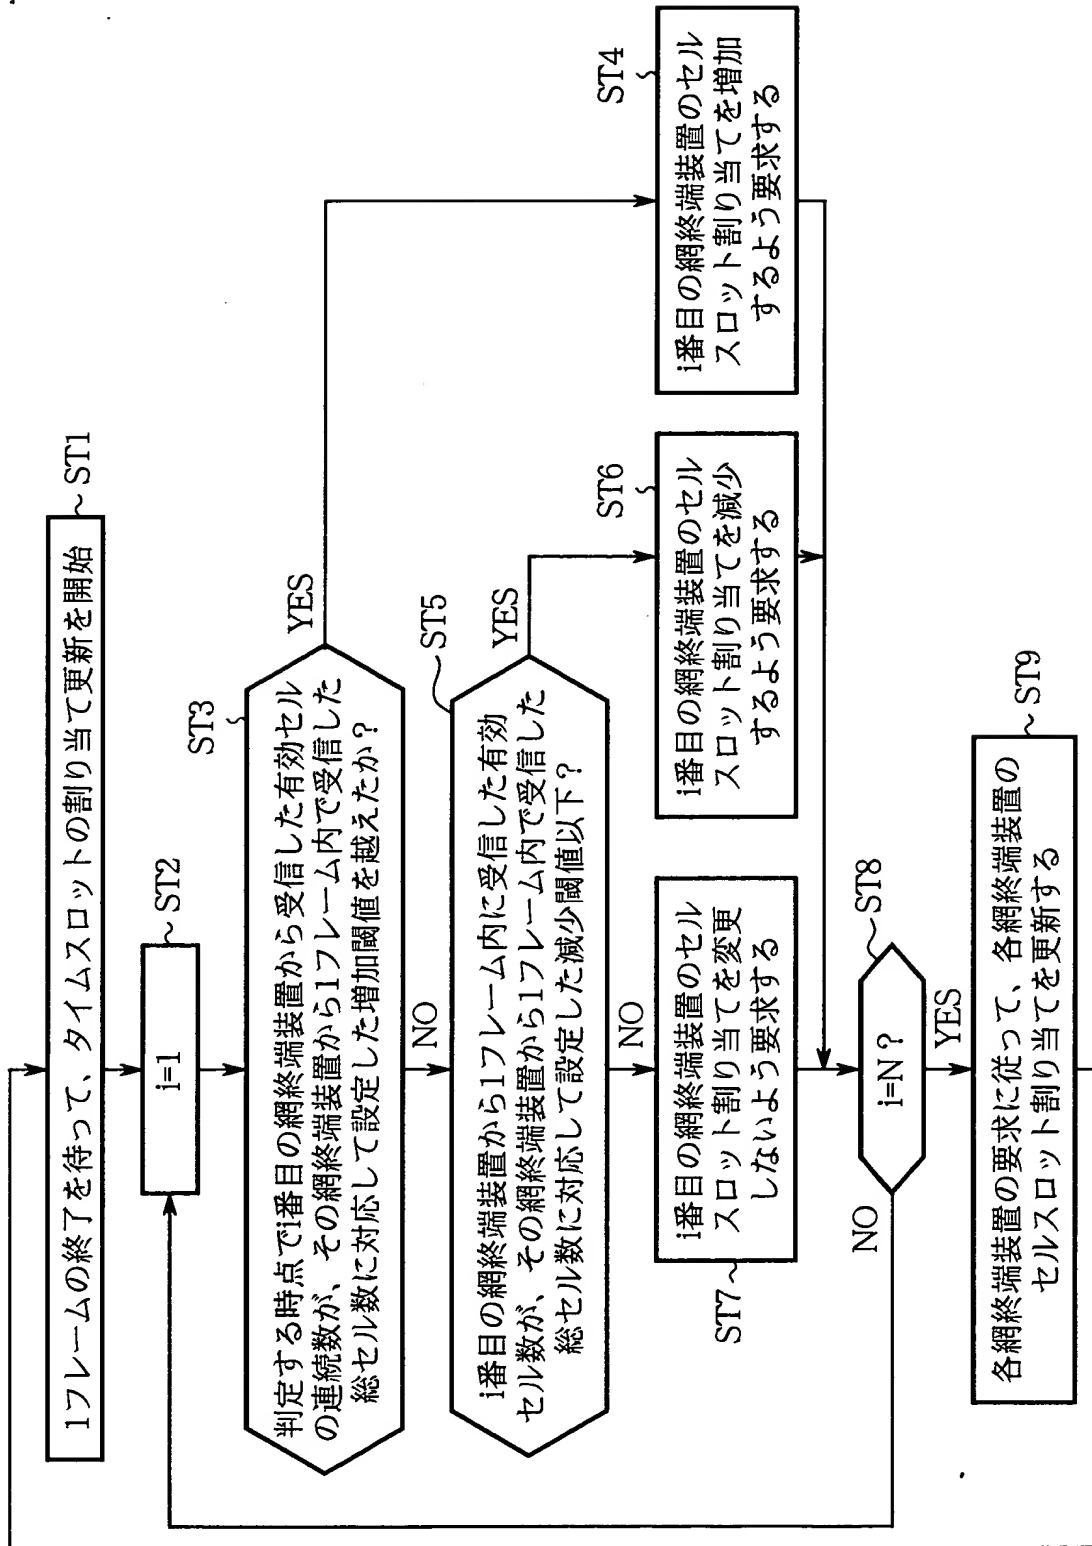 1フレームの終了を待って、タイムスロットの割り当て更新を開始
ST1
i=1
ST2
判定する時点でi番目の網終端装置から受信した有効セル
の連続数が、その網終端装置から1フレーム内で受信した
総セル数に対応して設定した増加閾値を越えたか？
ST3
YES
NO
i番目の網終端装置のセル
スロット割り当てを増加
するよう要求する
ST4
i番目の網終端装置から1フレーム内に受信した有効
セル数が、その網終端装置から1フレーム内で受信した
総セル数に対応して設定した減少閾値以下？
ST5
YES
NO
i番目の網終端装置のセル
スロット割り当てを減少
するよう要求する
ST6
i番目の網終端装置のセル
スロット割り当てを変更
しないよう要求する
ST7
i=N？
ST8
NO
YES
各網終端装置の要求に従って、各網終端装置の
セルスロット割り当てを更新する
ST9